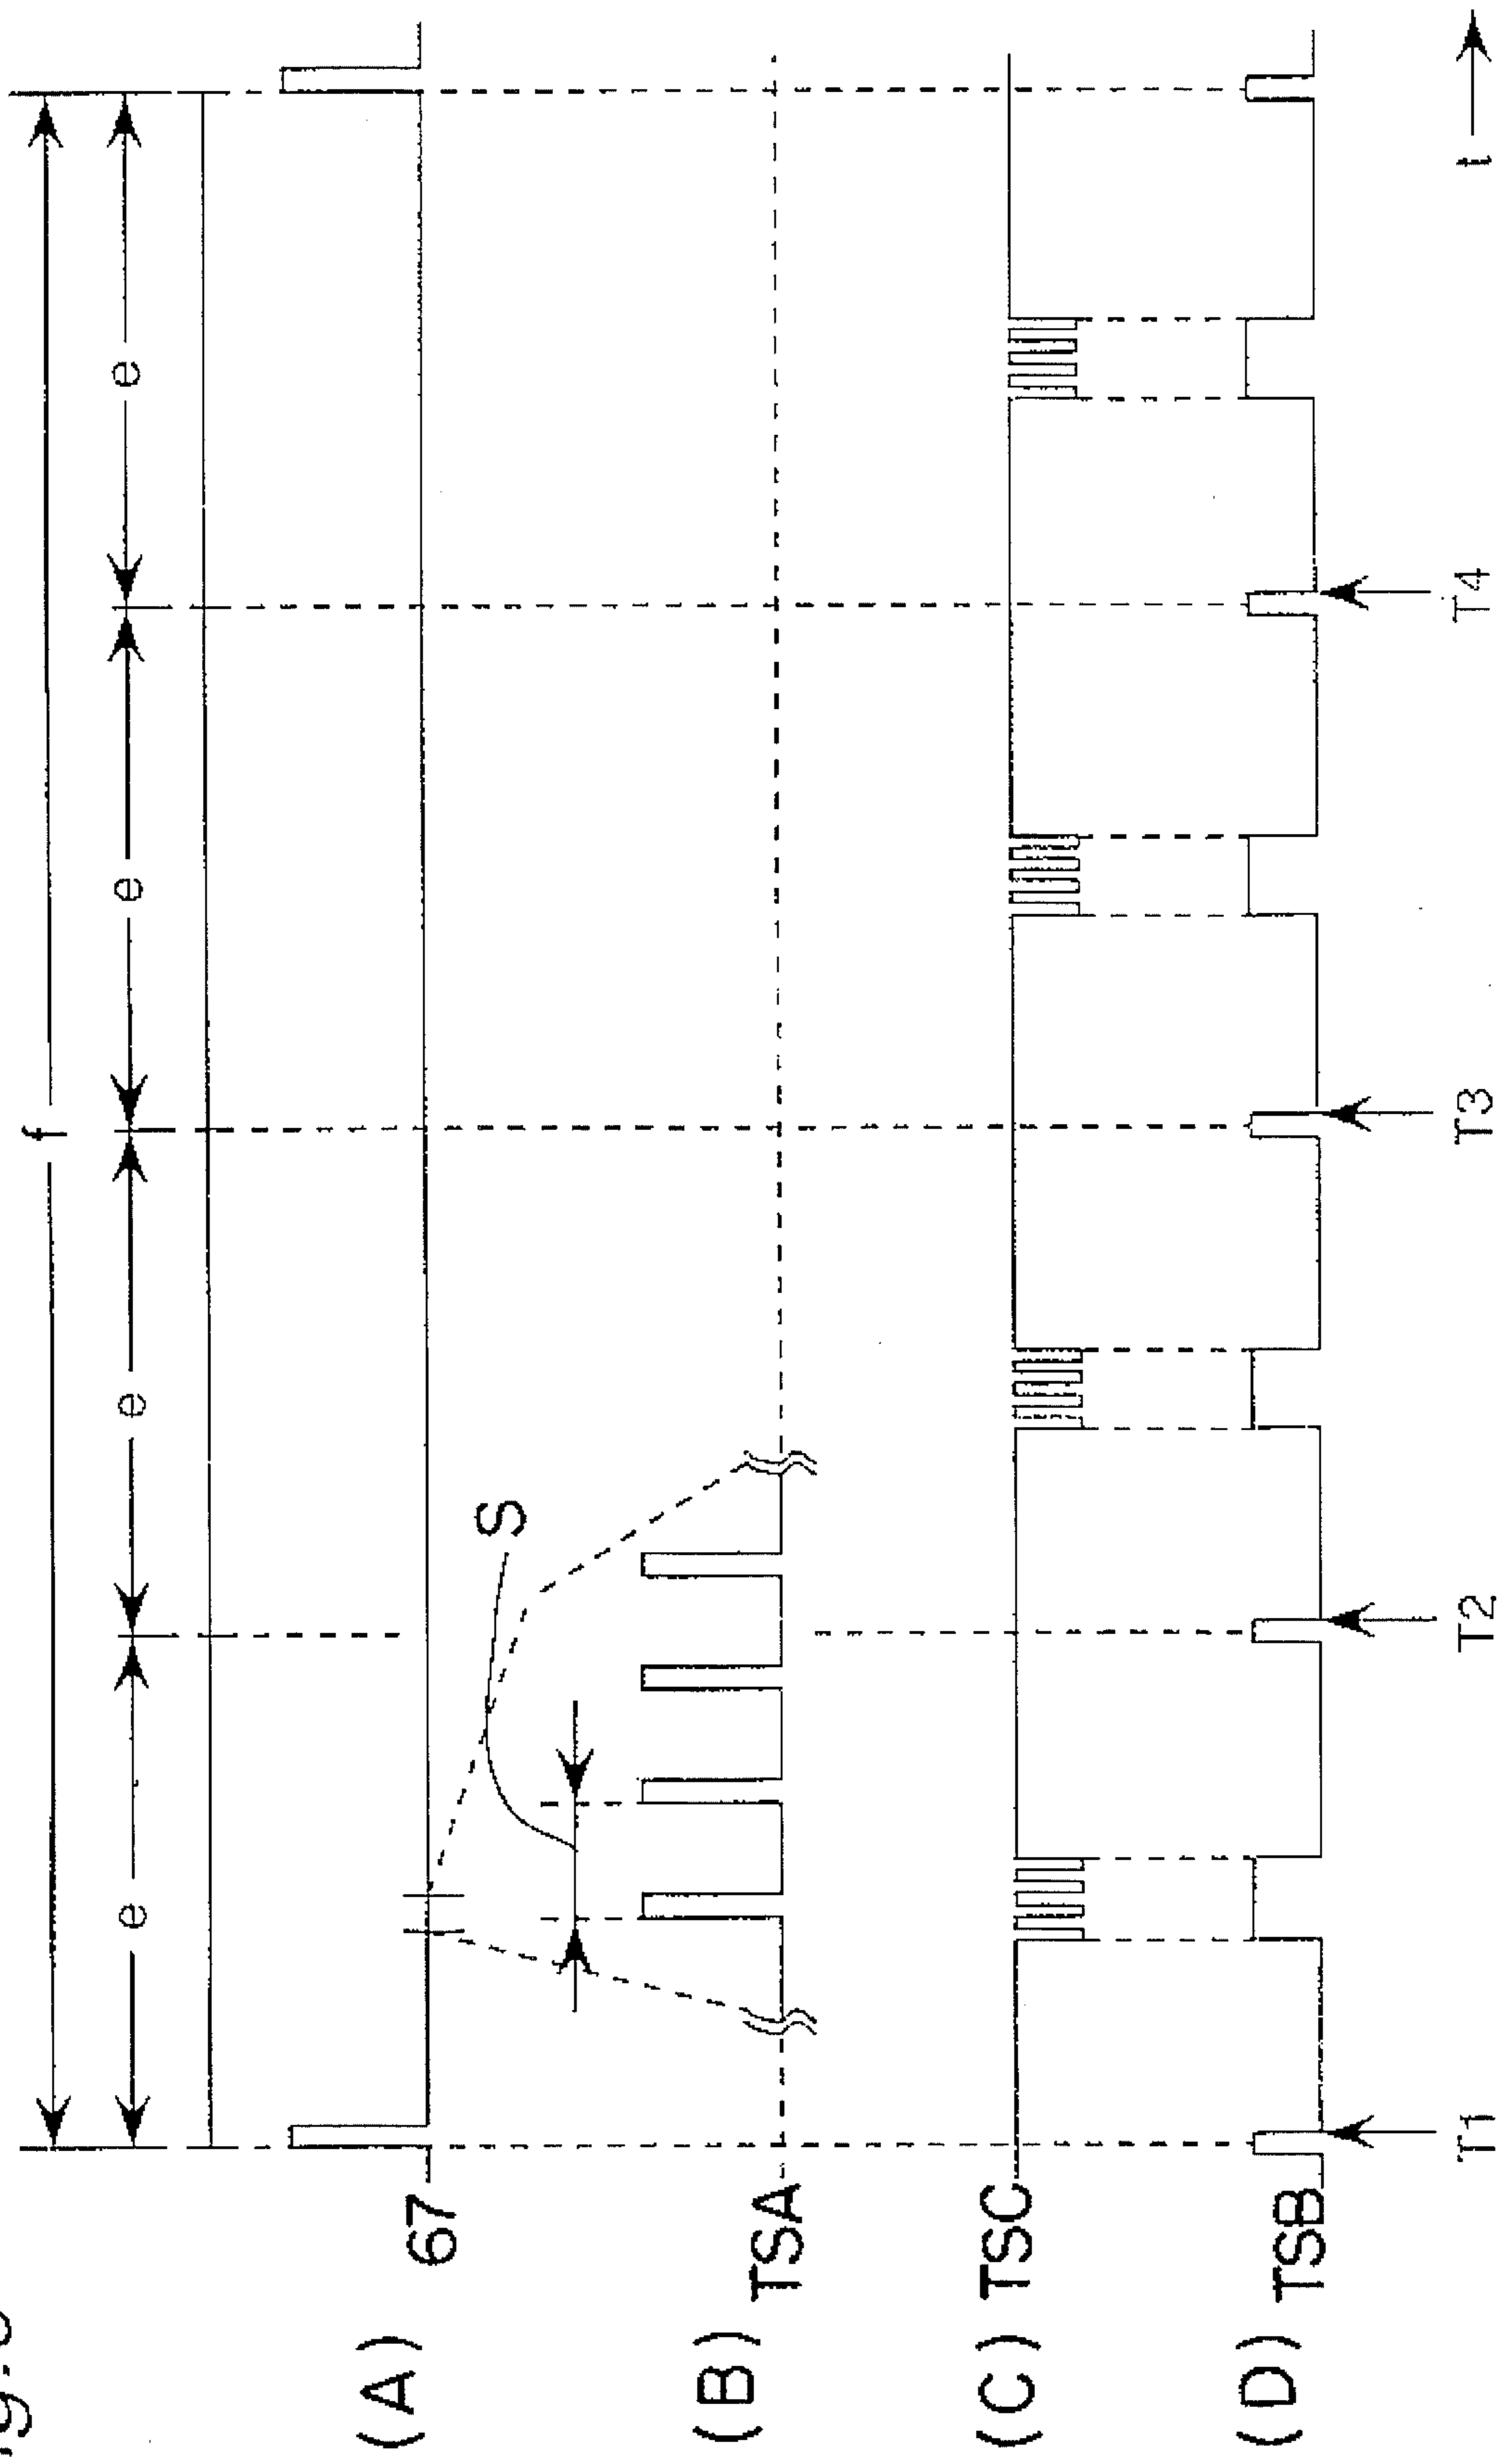 f
e e e e
(A) 67
S
(B) TSA
(C) TSC
(D) TSB
T1 T2 T3 T4 t